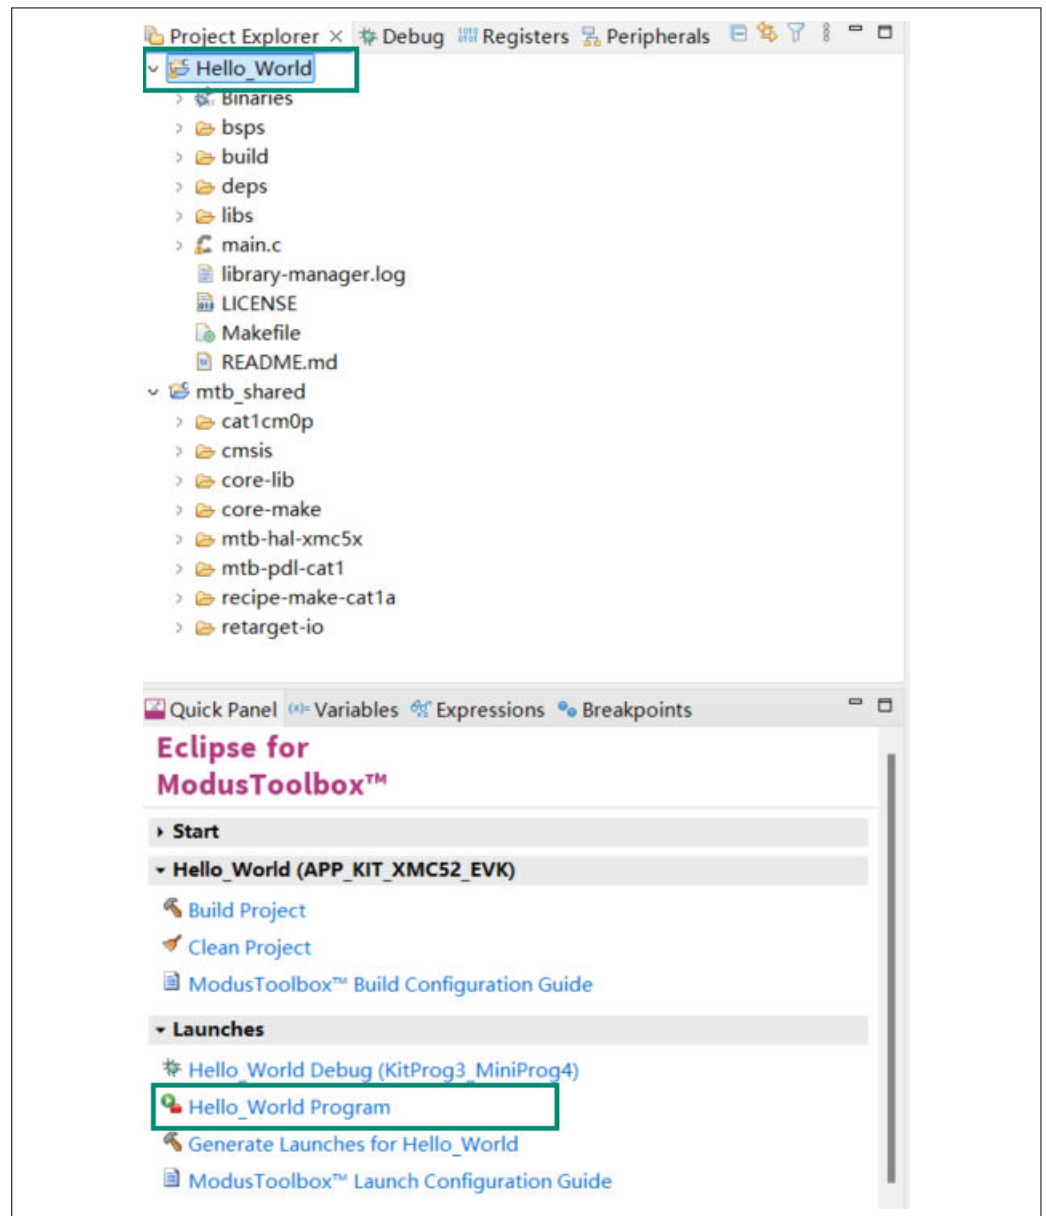 Project Explorer × Debug Registers Peripherals
Hello_World
Binaries
bsps
build
deps
libs
main.c
library-manager.log
LICENSE
Makefile
README.md
mtb_shared
cat1cm0p
cmsis
core-lib
core-make
mtb-hal-xmc5x
mtb-pdl-cat1
recipe-make-cat1a
retarget-io
Quick Panel (x)= Variables Expressions Breakpoints
Eclipse for
ModusToolbox™
Start
Hello_World (APP_KIT_XMC52_EVK)
Build Project
Clean Project
ModusToolbox™ Build Configuration Guide
Launches
Hello_World Debug (KitProg3_MiniProg4)
Hello_World Program
Generate Launches for Hello_World
ModusToolbox™ Launch Configuration Guide